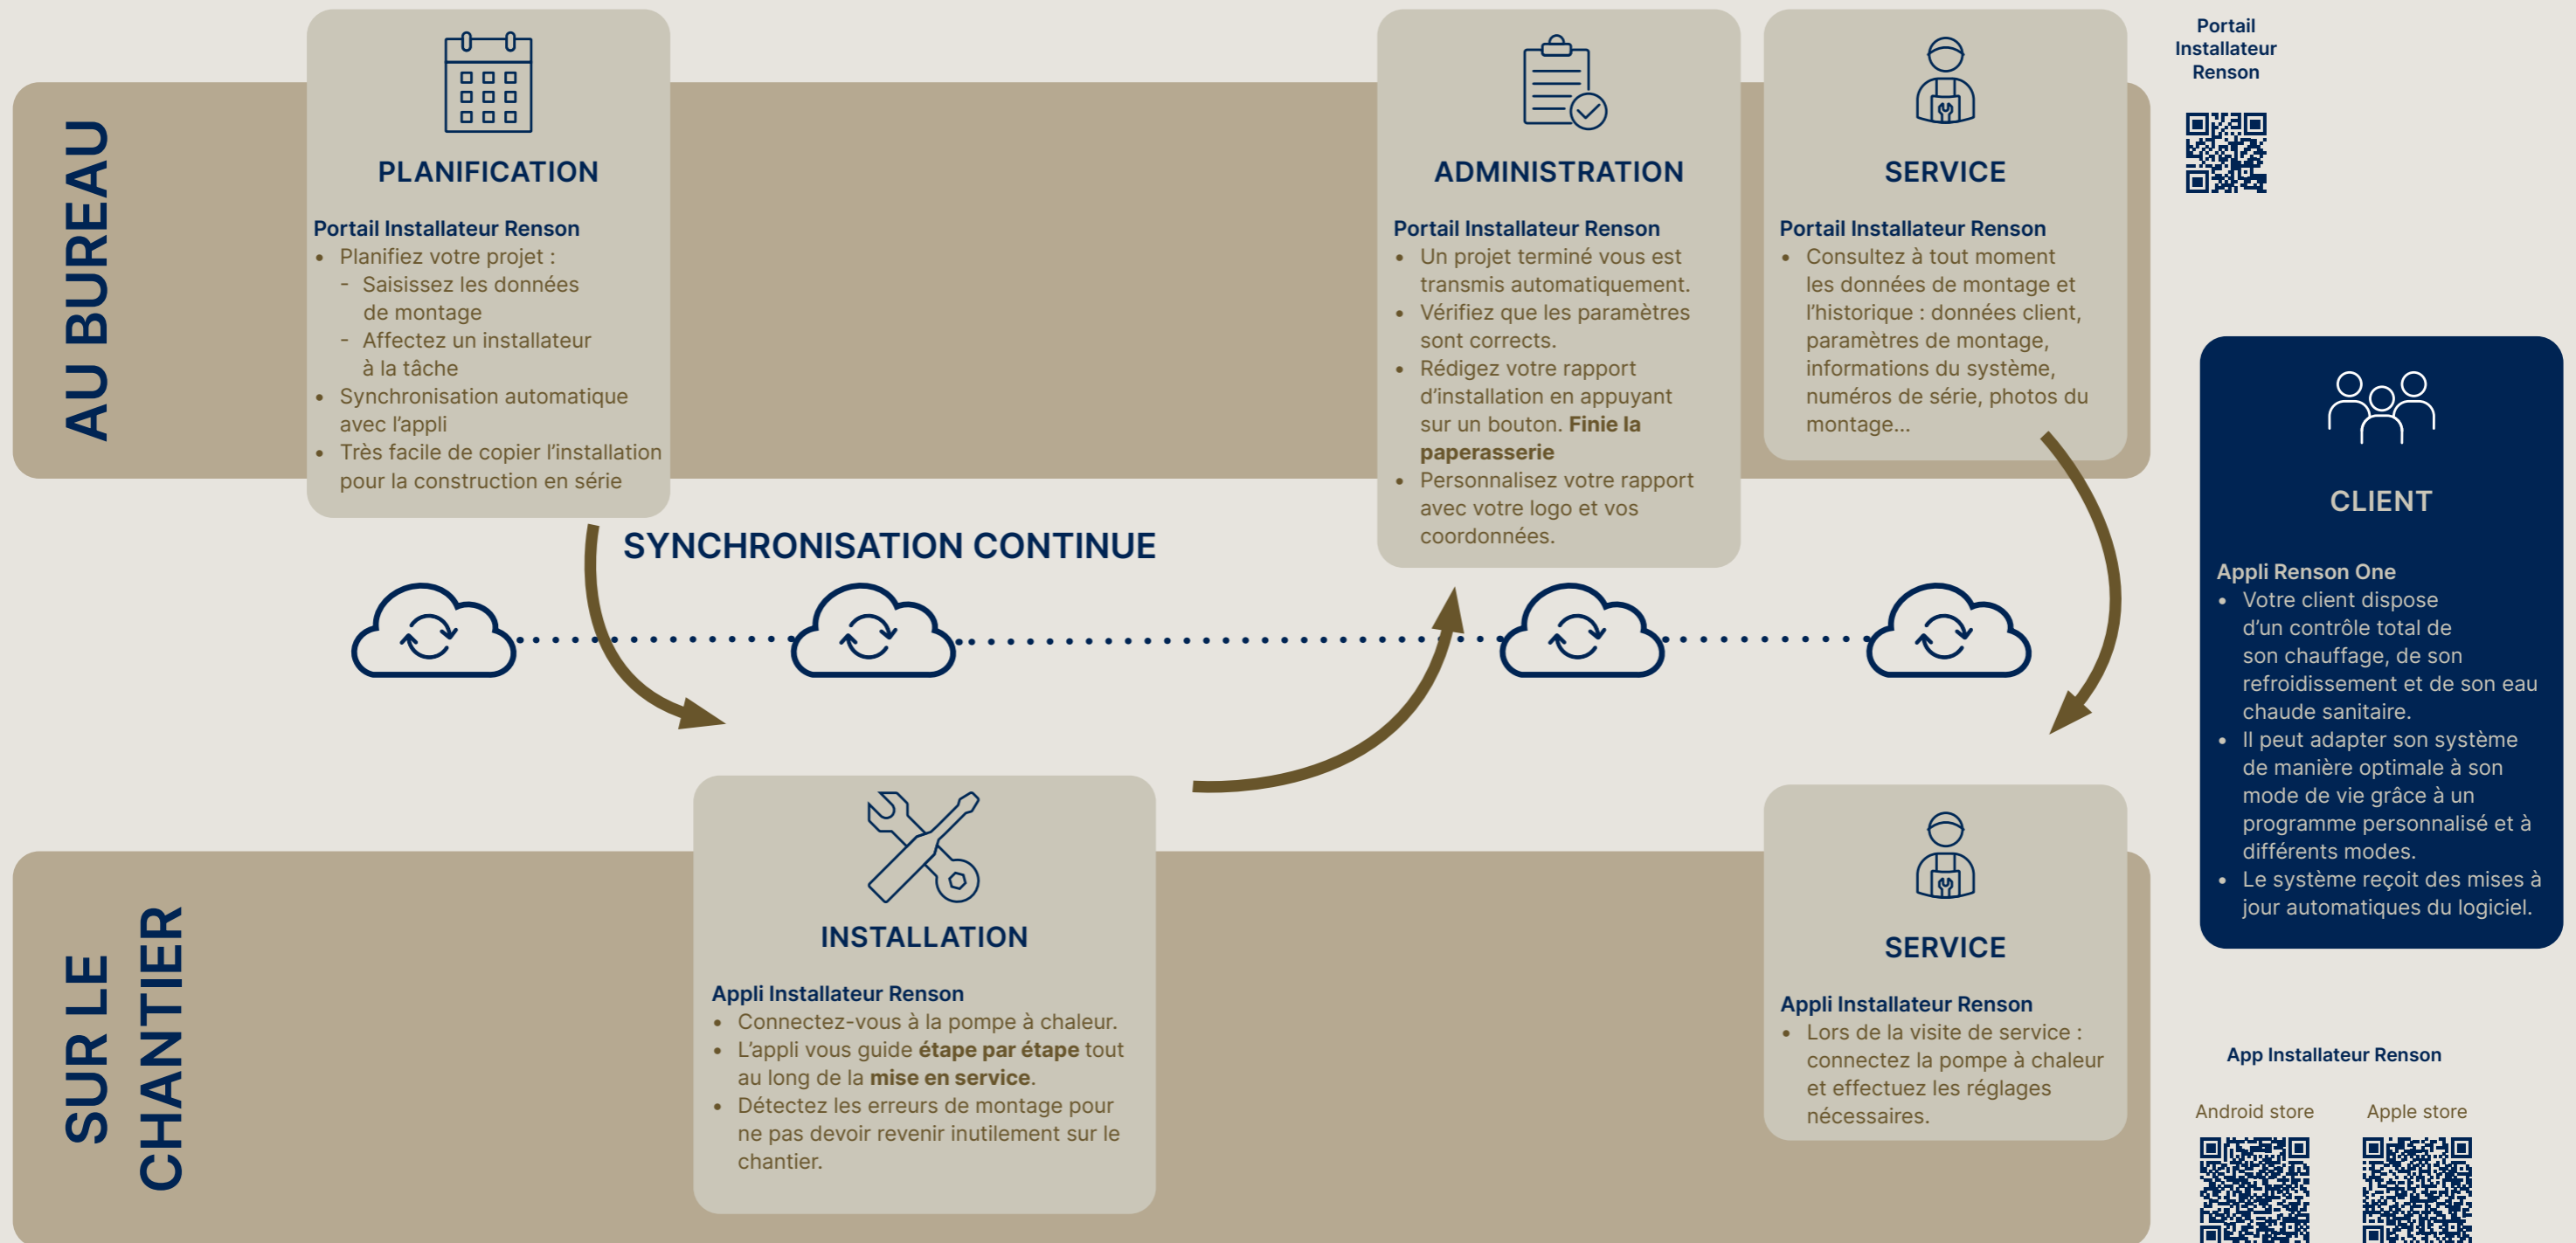 AU BUREAU
PLANIFICATION
Portail Installateur Renson
• Planifiez votre projet :
- Saisissez les données
de montage
- Affectez un installateur
à la tâche
• Synchronisation automatique
avec l'appli
• Très facile de copier l'installation
pour la construction en série
ADMINISTRATION
Portail Installateur Renson
• Un projet terminé vous est
transmis automatiquement.
• Vérifiez que les paramètres
sont corrects.
• Rédigez votre rapport
d'installation en appuyant
sur un bouton. Finie la
paperasserie
• Personnalisez votre rapport
avec votre logo et vos
coordonnées.
SERVICE
Portail Installateur Renson
• Consultez à tout moment
les données de montage et
l'historique : données client,
paramètres de montage,
informations du système,
numéros de série, photos du
montage...
Portail
Installateur
Renson
SYNCHRONISATION CONTINUE
CLIENT
Appli Renson One
• Votre client dispose
d'un contrôle total de
son chauffage, de son
refroidissement et de son eau
chaude sanitaire.
• Il peut adapter son système
de manière optimale à son
mode de vie grâce à un
programme personnalisé et à
différents modes.
• Le système reçoit des mises à
jour automatiques du logiciel.
SUR LE
CHANTIER
INSTALLATION
Appli Installateur Renson
• Connectez-vous à la pompe à chaleur.
• L'appli vous guide étape par étape tout
au long de la mise en service.
• Détectez les erreurs de montage pour
ne pas devoir revenir inutilement sur le
chantier.
SERVICE
Appli Installateur Renson
• Lors de la visite de service :
connectez la pompe à chaleur
et effectuez les réglages
nécessaires.
App Installateur Renson
Android store
Apple store